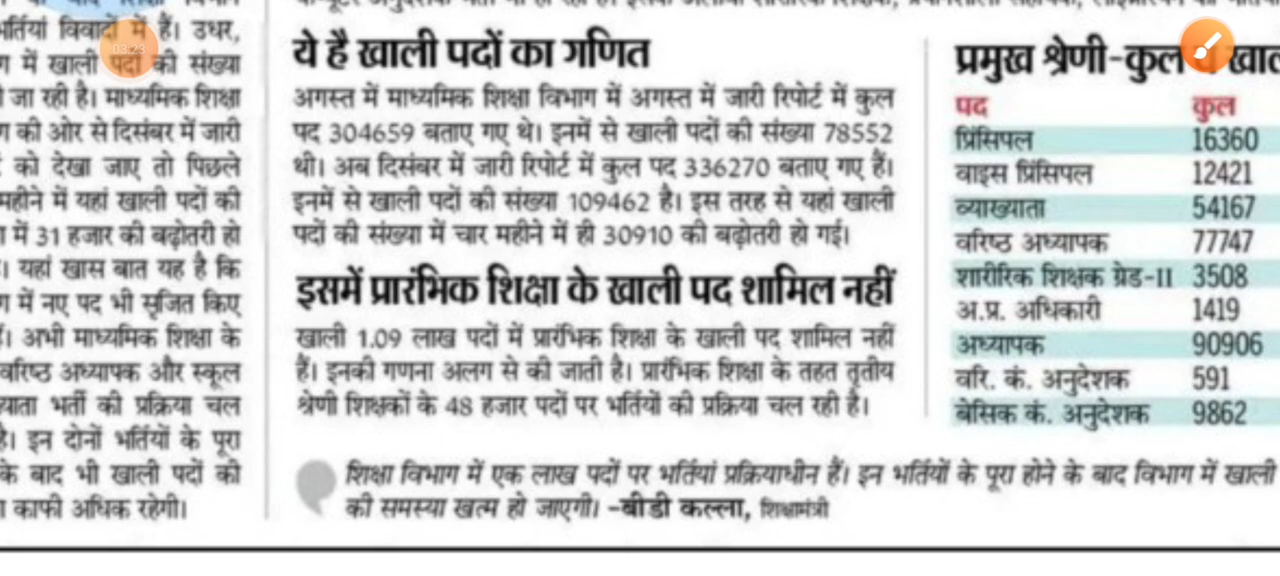 भर्तियां विवादों में हैं। उधर,
में खाली पदों की संख्या
जा रही है। माध्यमिक शिक्षा
की ओर से दिसंबर में जारी
को देखा जाए तो पिछले
महीने में यहां खाली पदों की
में 31 हजार की बढ़ोतरी हो
। यहां खास बात यह है कि
में नए पद भी सृजित किए
। अभी माध्यमिक शिक्षा के
वरिष्ठ अध्यापक और स्कूल
भर्ती की प्रक्रिया चल
है। इन दोनों भर्तियों के पूरा
के बाद भी खाली पदों की
काफी अधिक रहेगी।
ये है खाली पदों का गणित
अगस्त में माध्यमिक शिक्षा विभाग में अगस्त में जारी रिपोर्ट में कुल
पद 304659 बताए गए थे। इनमें से खाली पदों की संख्या 78552
थी। अब दिसंबर में जारी रिपोर्ट में कुल पद 336270 बताए गए हैं।
इनमें से खाली पदों की संख्या 109462 है। इस तरह से यहां खाली
पदों की संख्या में चार महीने में ही 30910 की बढ़ोतरी हो गई।
इसमें प्रारंभिक शिक्षा के खाली पद शामिल नहीं
खाली 1.09 लाख पदों में प्रारंभिक शिक्षा के खाली पद शामिल नहीं
हैं। इनकी गणना अलग से की जाती है। प्रारंभिक शिक्षा के तहत तृतीय
श्रेणी शिक्षकों के 48 हजार पदों पर भर्तियों की प्रक्रिया चल रही है।
प्रमुख श्रेणी-कुल
पद कुल
प्रिंसिपल 16360
वाइस प्रिंसिपल 12421
व्याख्याता 54167
वरिष्ठ अध्यापक 77747
शारीरिक शिक्षक ग्रेड-II 3508
अ.प्र. अधिकारी 1419
अध्यापक 90906
वरि. कं. अनुदेशक 591
बेसिक कं. अनुदेशक 9862
शिक्षा विभाग में एक लाख पदों पर भर्तियां प्रक्रियाधीन हैं। इन भर्तियों के पूरा होने के बाद विभाग में खाली
की समस्या खत्म हो जाएगी। -बीडी कल्ला, शिक्षामंत्री
03:23